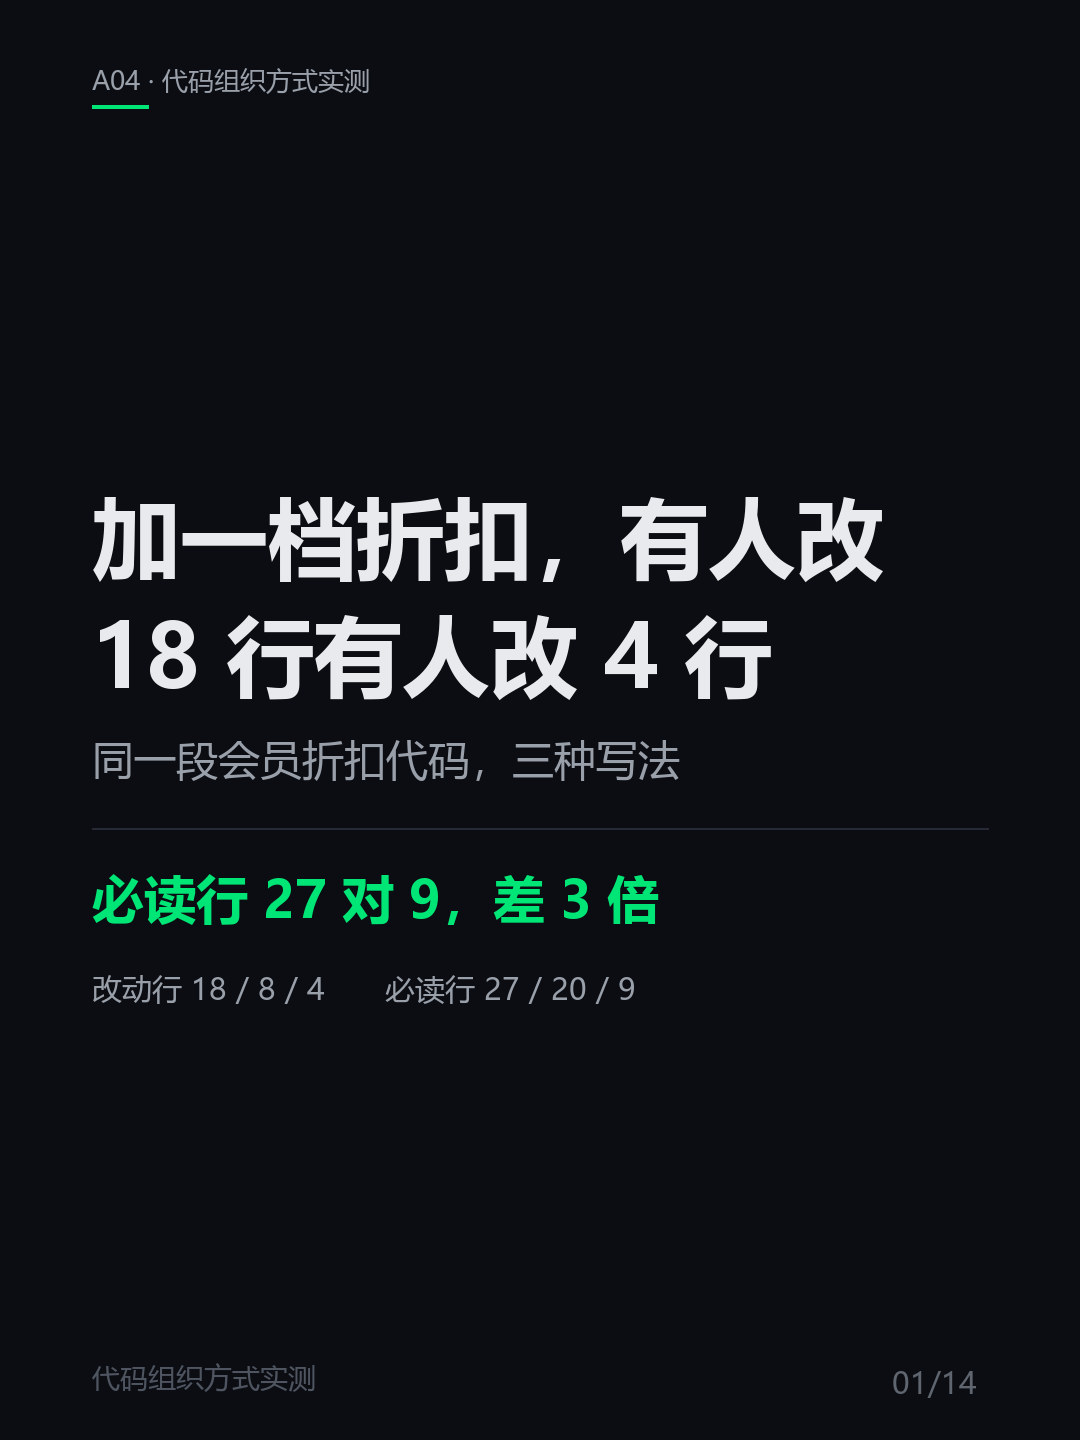 A04 · 代码组织方式实测
加一档折扣，有人改
18 行有人改 4 行
同一段会员折扣代码，三种写法
必读行 27 对 9，差 3 倍
改动行 18 / 8 / 4 必读行 27 / 20 / 9
代码组织方式实测
01/14